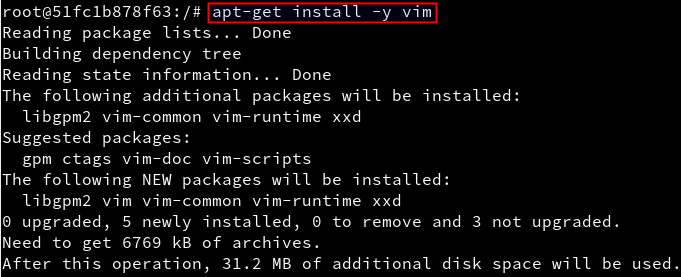 root@51fc1b878f63:/# apt-get install -y vim
Reading package lists... Done
Building dependency tree
Reading state information... Done
The following additional packages will be installed:
  libgpm2 vim-common vim-runtime xxd
Suggested packages:
  gpm ctags vim-doc vim-scripts
The following NEW packages will be installed:
  libgpm2 vim vim-common vim-runtime xxd
0 upgraded, 5 newly installed, 0 to remove and 3 not upgraded.
Need to get 6769 kB of archives.
After this operation, 31.2 MB of additional disk space will be used.